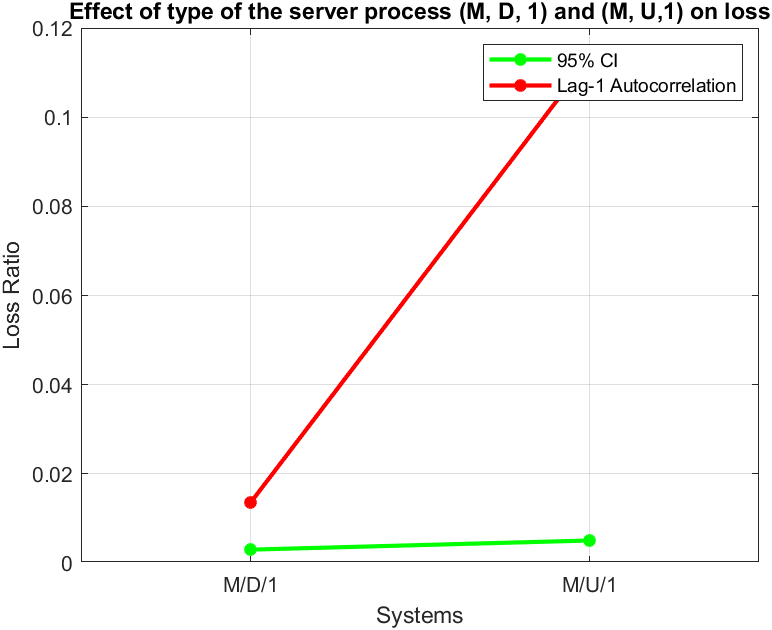 Effect of type of the server process (M, D, 1) and (M, U,1) on loss
0.12
95% CI
Lag-1 Autocorrelation
0.1
0.08
0.06
0.04
0.02
0
Loss Ratio
M/D/1
M/U/1
Systems